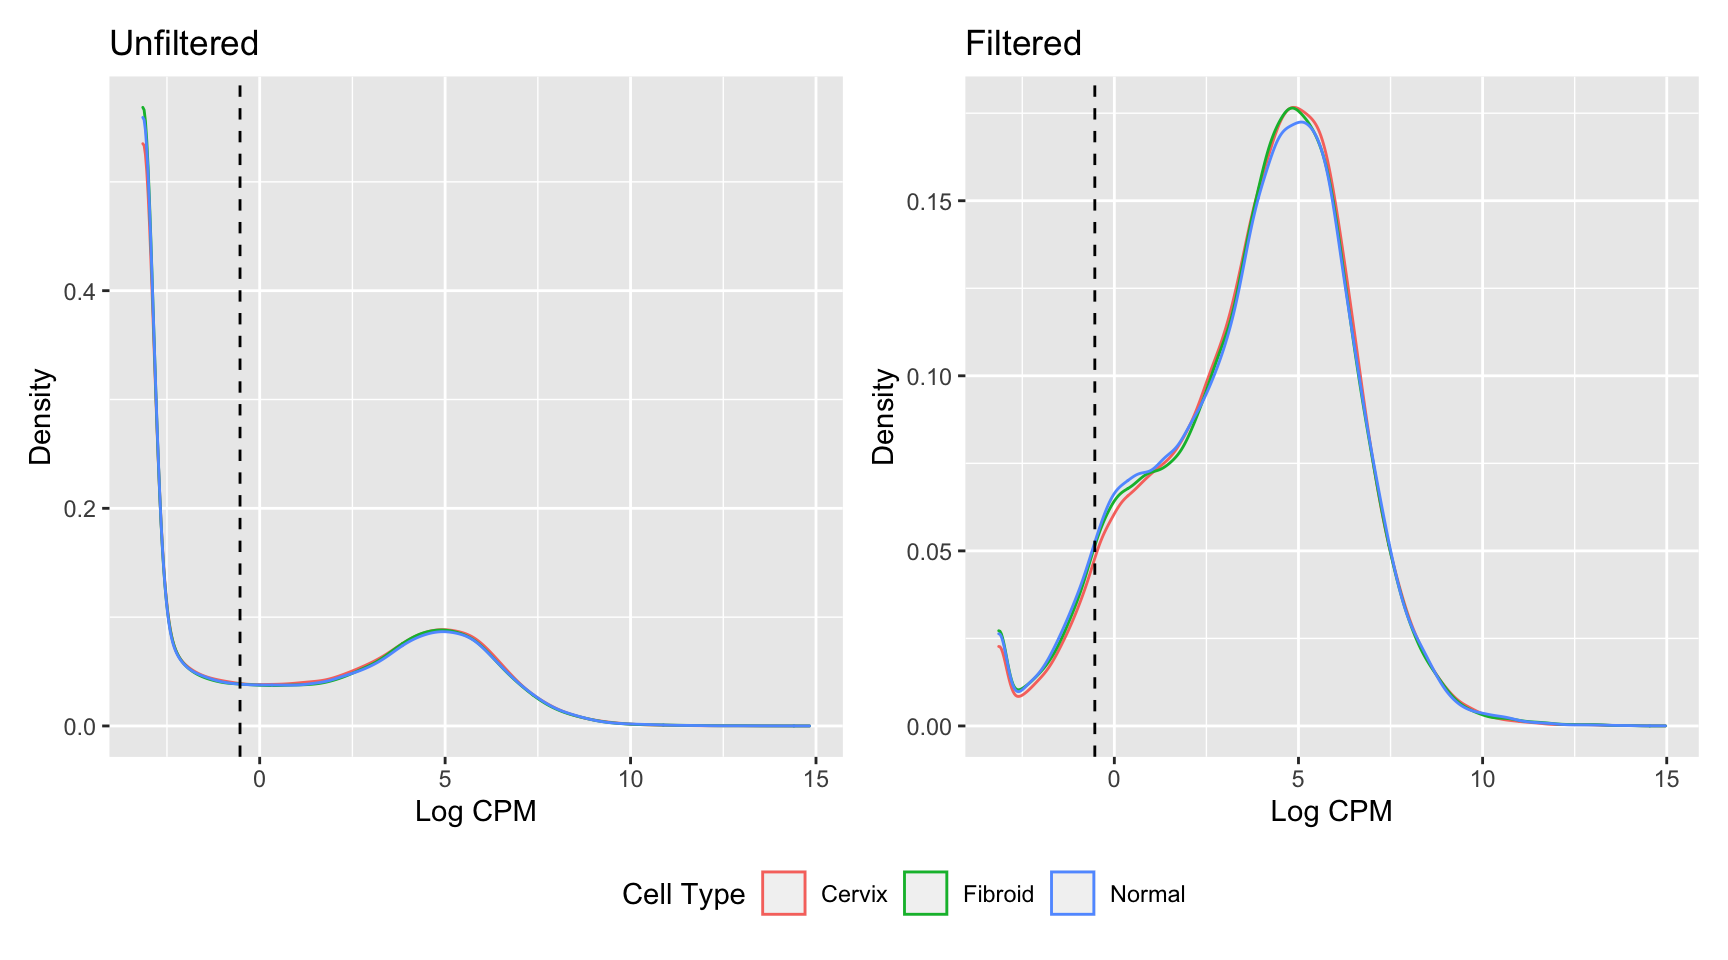 Unfiltered
Density
0.4
0.2
0.0
0
5
10
15
Log CPM
Filtered
Density
0.15
0.10
0.05
0.00
0
5
10
15
Log CPM
Cell Type
Cervix
Fibroid
Normal